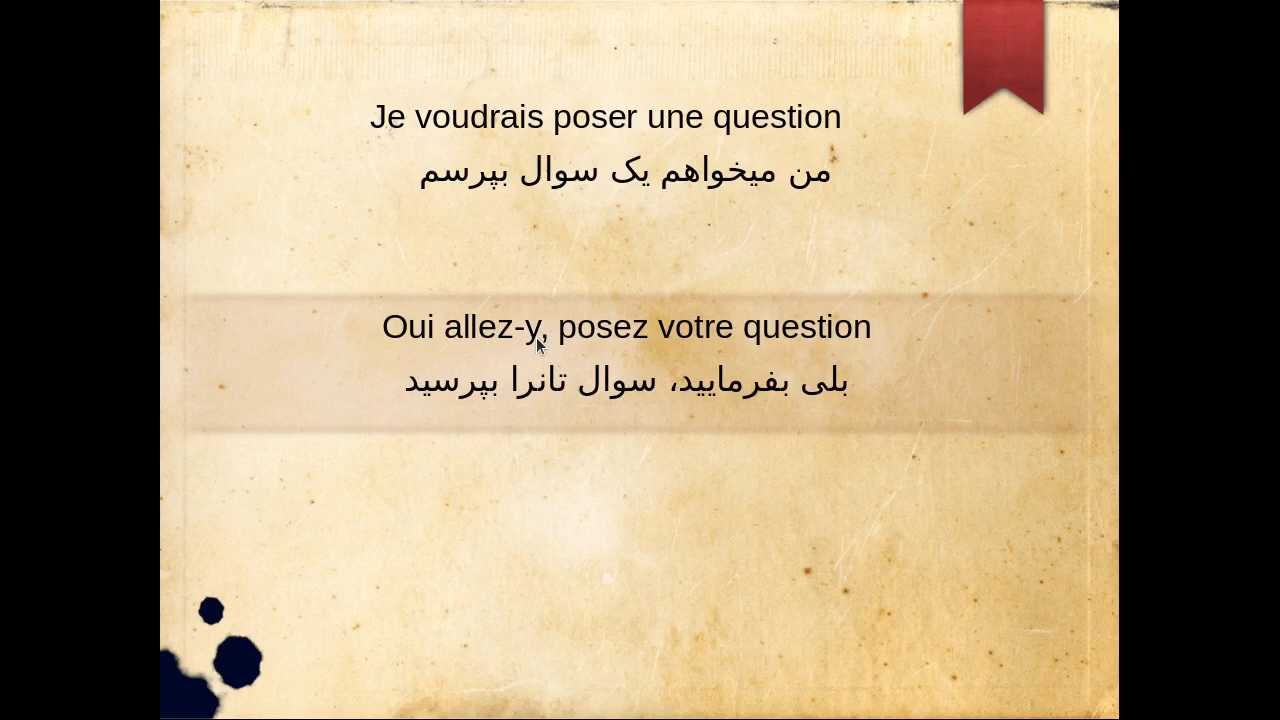 Je voudrais poser une question
من میخواهم یک سوال بپرسم
Oui allez-y, posez votre question
بلی بفرمایید، سوال تانرا بپرسید